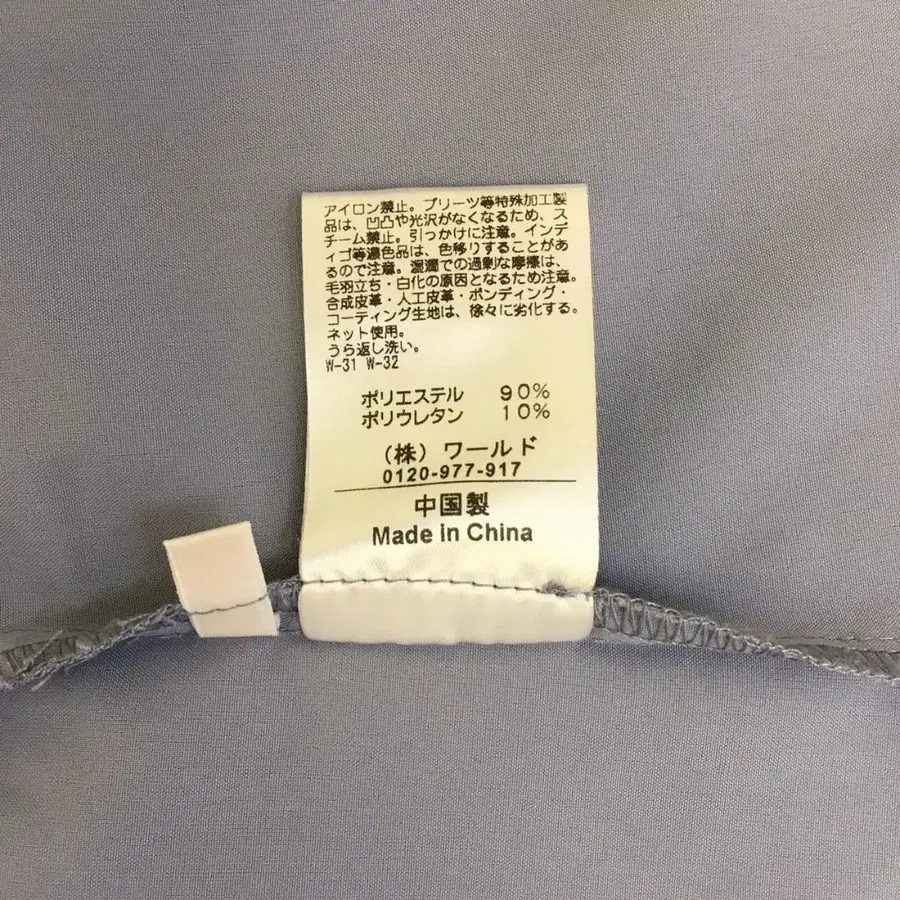 アイロン禁止。プリーツ等特殊加工製
品は、凹凸や光沢がなくなるため、ス
チーム禁止。引っかけに注意。インデ
ィゴ等濃色品は、色移りすることがあ
るので注意。湿潤での過剰な摩擦は、
毛羽立ち・白化の原因となるため注意。
合成皮革・人工皮革・ボンディング・
コーティング生地は、徐々に劣化する。
ネット使用。
うら返し洗い。
W-31 W-32
ポリエステル 90%
ポリウレタン 10%
（株）ワールド
0120-977-917
中国製
Made in China